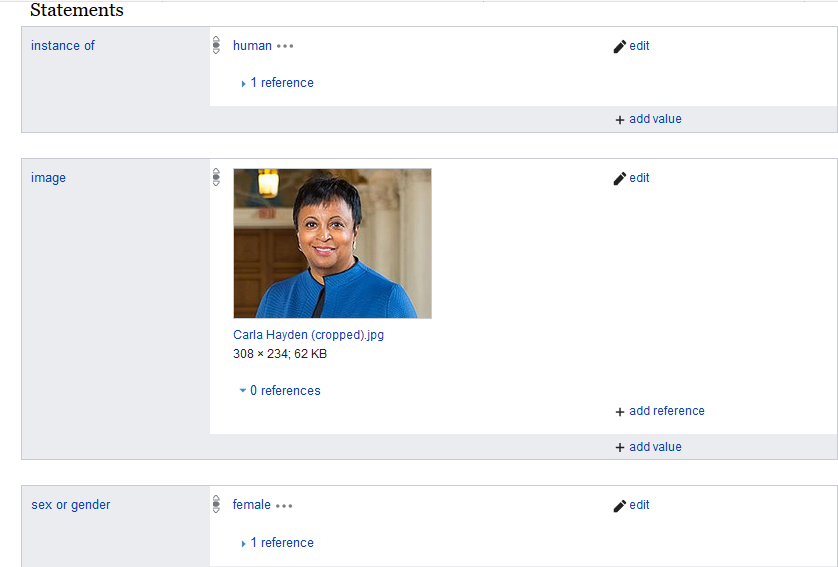 Statements
instance of
human
edit
1 reference
+ add value
image
edit
Carla Hayden (cropped).jpg
308 × 234; 62 KB
0 references
+ add reference
+ add value
sex or gender
female
edit
1 reference